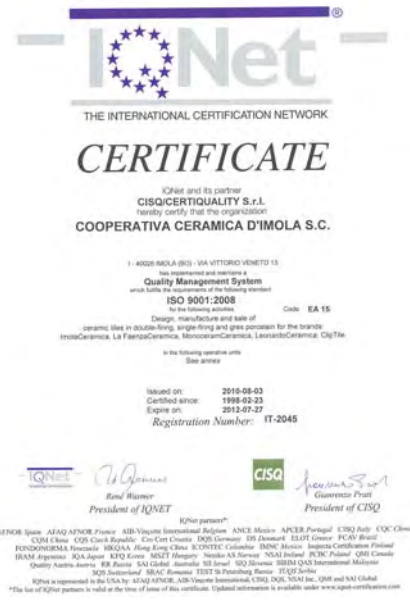 ®
IQNet
THE INTERNATIONAL CERTIFICATION NETWORK
CERTIFICATE
IQNet and its partner
CISQ/CERTIQUALITY S.r.l.
hereby certify that the organization
COOPERATIVA CERAMICA D'IMOLA S.C.
I - 40026 IMOLA (BO) - VIA VITTORIO VENETO 13
has implemented and maintains a
Quality Management System
which fulfils the requirements of the following standard
ISO 9001:2008
for the following activities Code EA 15
Design, manufacture and sale of
ceramic tiles in double-firing, single-firing and gres porcelain for the brands:
ImolaCeramica, La FaenzaCeramica, MonoceramCeramica, LeonardoCeramica, ClipTile
in the following operative units
See annex
Issued on: 2010-08-03
Certified since: 1998-02-23
Expire on: 2012-07-27
Registration Number: IT-2045
IQNet
CISQ
René Wasmer Gianrenzo Prati
President of IQNET President of CISQ
IQNet partners*:
AENOR Spain AFAQ AFNOR France AIB-Vinçotte International Belgium ANCE Mexico APCER Portugal CISQ Italy CQC China
CQM China CQS Czech Republic Cro Cert Croatia DQS Germany DS Denmark ELOT Greece FCAV Brazil
FONDONORMA Venezuela HKQAA Hong Kong China ICONTEC Colombia IMNC Mexico Inspecta Certification Finland
IRAM Argentina JQA Japan KFQ Korea MSZT Hungary Nemko AS Norway NSAI Ireland PCBC Poland QMI Canada
Quality Austria Austria RR Russia SAI Global Australia SII Israel SIQ Slovenia SIRIM QAS International Malaysia
SQS Switzerland SRAC Romania TEST St Petersburg Russia YUQS Serbia
IQNet is represented in the USA by: AFAQ AFNOR, AIB-Vinçotte International, CISQ, DQS, NSAI Inc., QMI and SAI Global
*The list of IQNet partners is valid at the time of issue of this certificate. Updated information is available under www.iqnet-certification.com